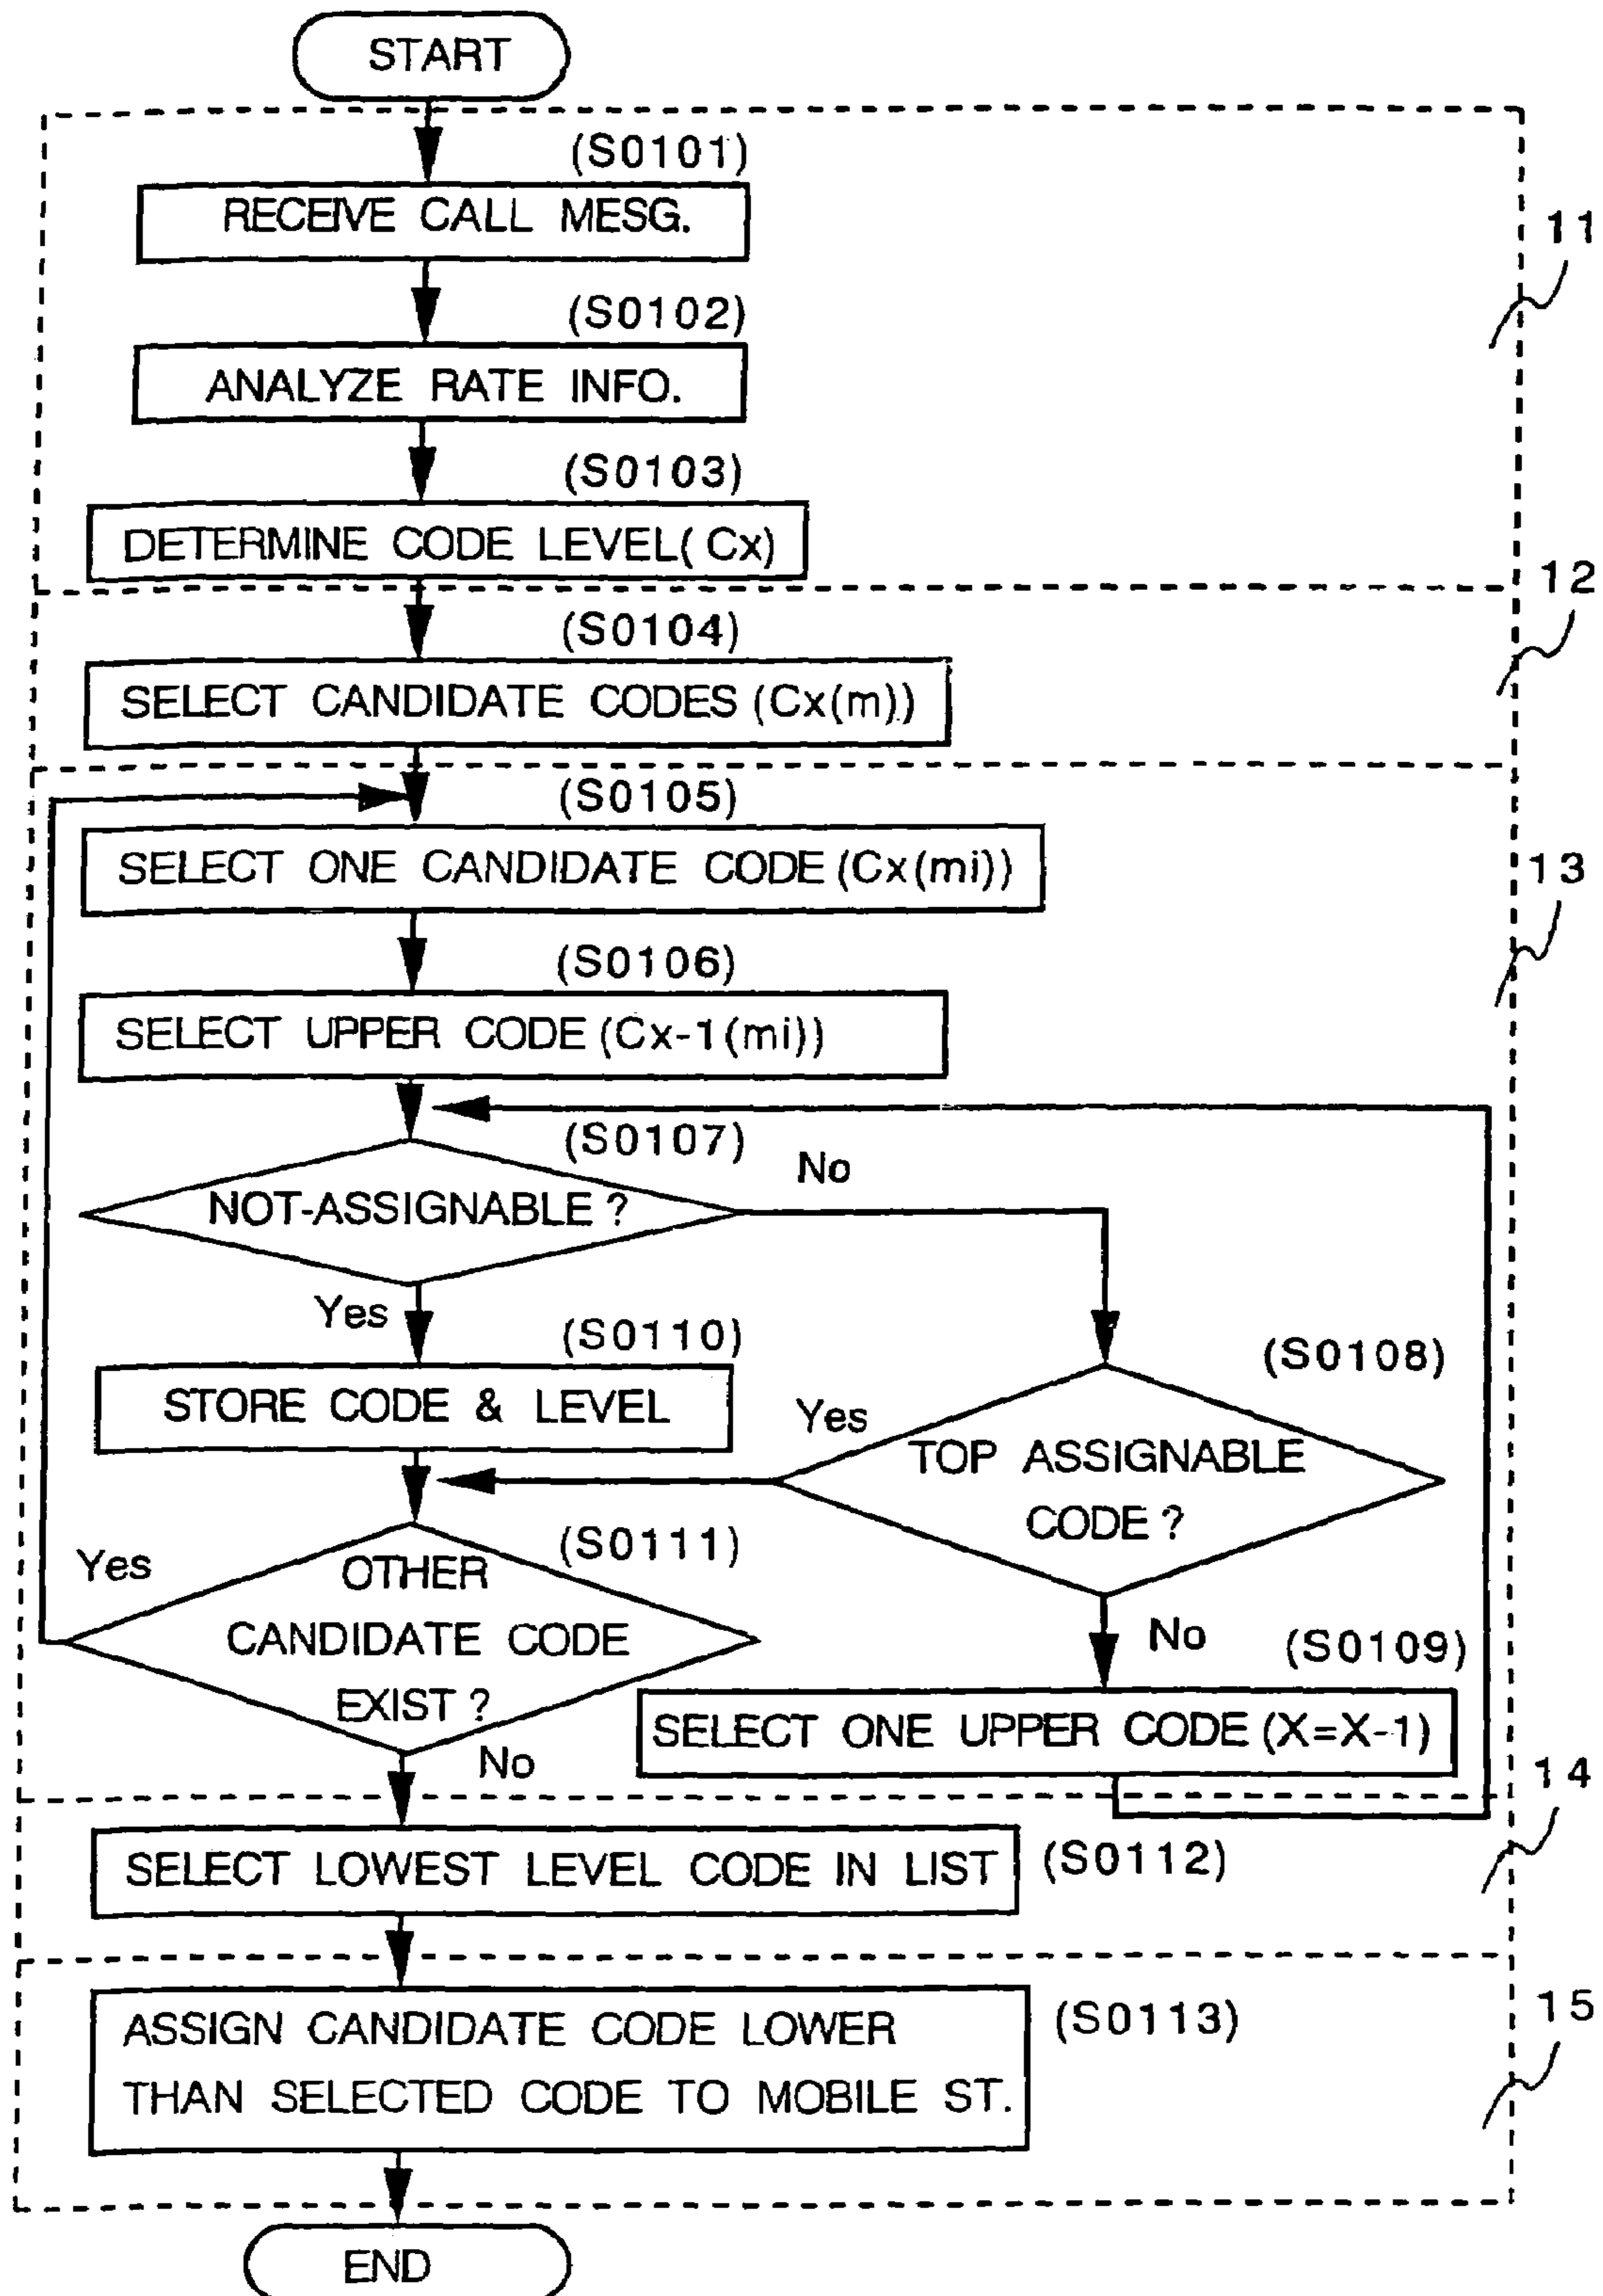 START
(S0101)
RECEIVE CALL MESG.
11
(S0102)
ANALYZE RATE INFO.
(S0103)
DETERMINE CODE LEVEL( Cx)
12
(S0104)
SELECT CANDIDATE CODES (Cx(m))
(S0105)
SELECT ONE CANDIDATE CODE (Cx(mi))
13
(S0106)
SELECT UPPER CODE (Cx-1(mi))
(S0107)
No
NOT-ASSIGNABLE ?
Yes
(S0110)
(S0108)
STORE CODE & LEVEL
Yes
TOP ASSIGNABLE
CODE ?
(S0111)
Yes
OTHER
CANDIDATE CODE
EXIST ?
No
(S0109)
SELECT ONE UPPER CODE (X=X-1)
No
14
SELECT LOWEST LEVEL CODE IN LIST
(S0112)
15
ASSIGN CANDIDATE CODE LOWER
THAN SELECTED CODE TO MOBILE ST.
(S0113)
END